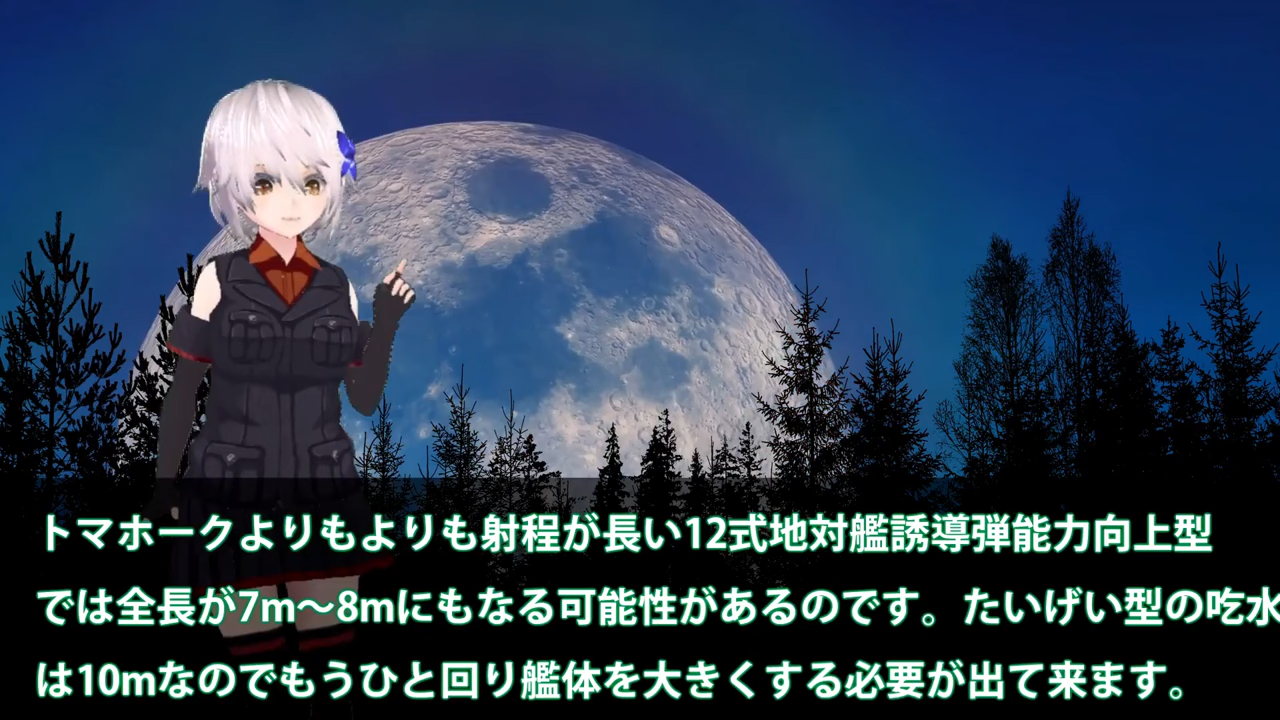 トマホークよりもよりも射程が長い12式地対艦誘導弾能力向上型
では全長が7m～8mにもなる可能性があるのです。たいげい型の吃水
は10mなのでもうひと回り艦体を大きくする必要が出て来ます。